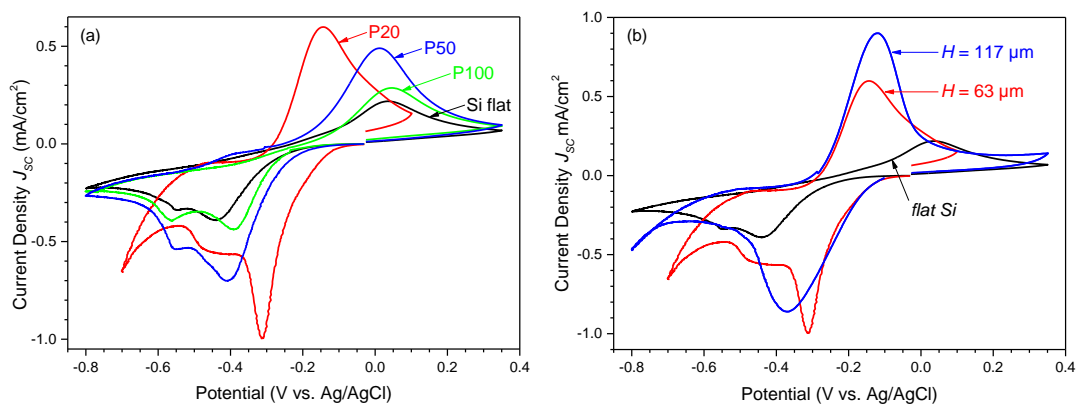 (a)
P20
P50
P100
Si flat
0.5
0.0
-0.5
-1.0
-0.8 -0.6 -0.4 -0.2 0.0 0.2 0.4
Current Density JSC (mA/cm2)
Potential (V vs. Ag/AgCl)
(b)
H = 117 µm
H = 63 µm
flat Si
1.0
0.5
0.0
-0.5
-1.0
-0.8 -0.6 -0.4 -0.2 0.0 0.2 0.4
Current Density JSC mA/cm2)
Potential (V vs. Ag/AgCl)